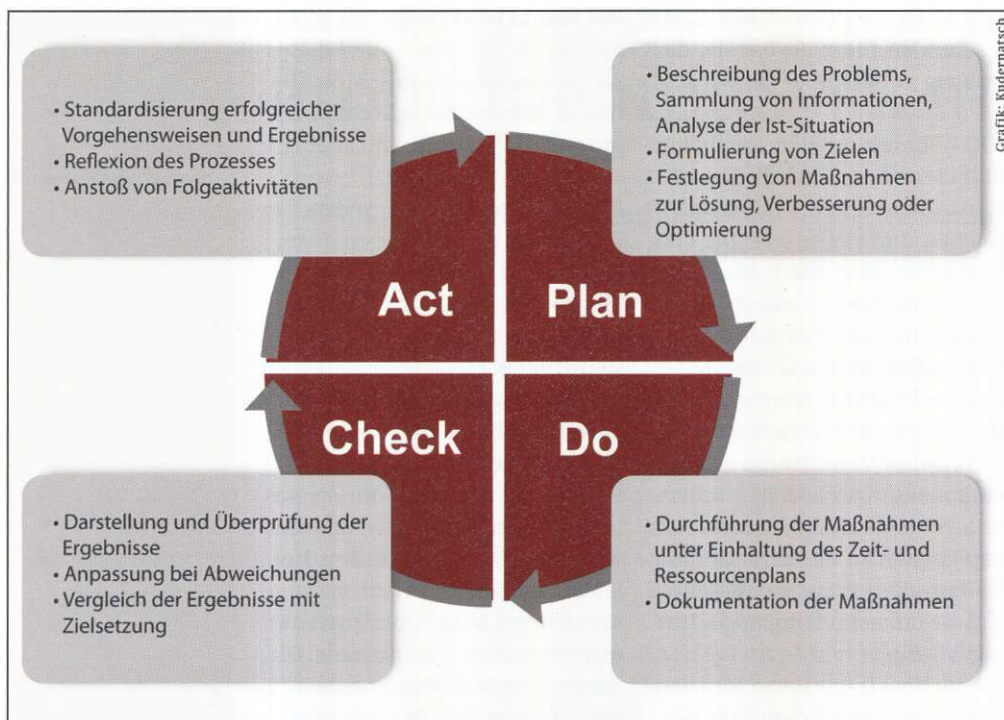 Grafik: Kudernatsch
• Standardisierung erfolgreicher
Vorgehensweisen und Ergebnisse
• Reflexion des Prozesses
• Anstoß von Folgeaktivitäten
• Beschreibung des Problems,
Sammlung von Informationen,
Analyse der Ist-Situation
• Formulierung von Zielen
• Festlegung von Maßnahmen
zur Lösung, Verbesserung oder
Optimierung
Act
Plan
Check
Do
• Darstellung und Überprüfung der
Ergebnisse
• Anpassung bei Abweichungen
• Vergleich der Ergebnisse mit
Zielsetzung
• Durchführung der Maßnahmen
unter Einhaltung des Zeit- und
Ressourcenplans
• Dokumentation der Maßnahmen